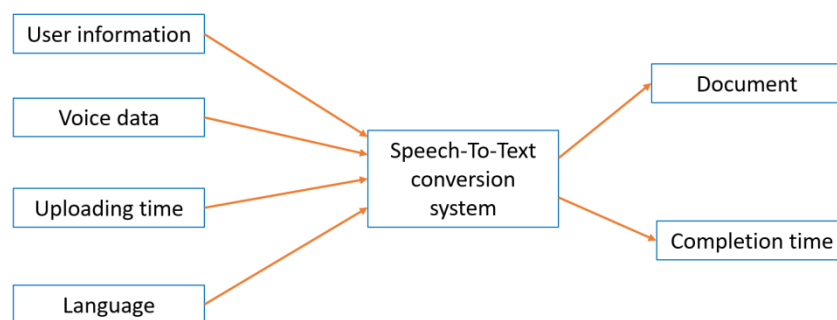 User information
Voice data
Uploading time
Language
Speech-To-Text
conversion
system
Document
Completion time